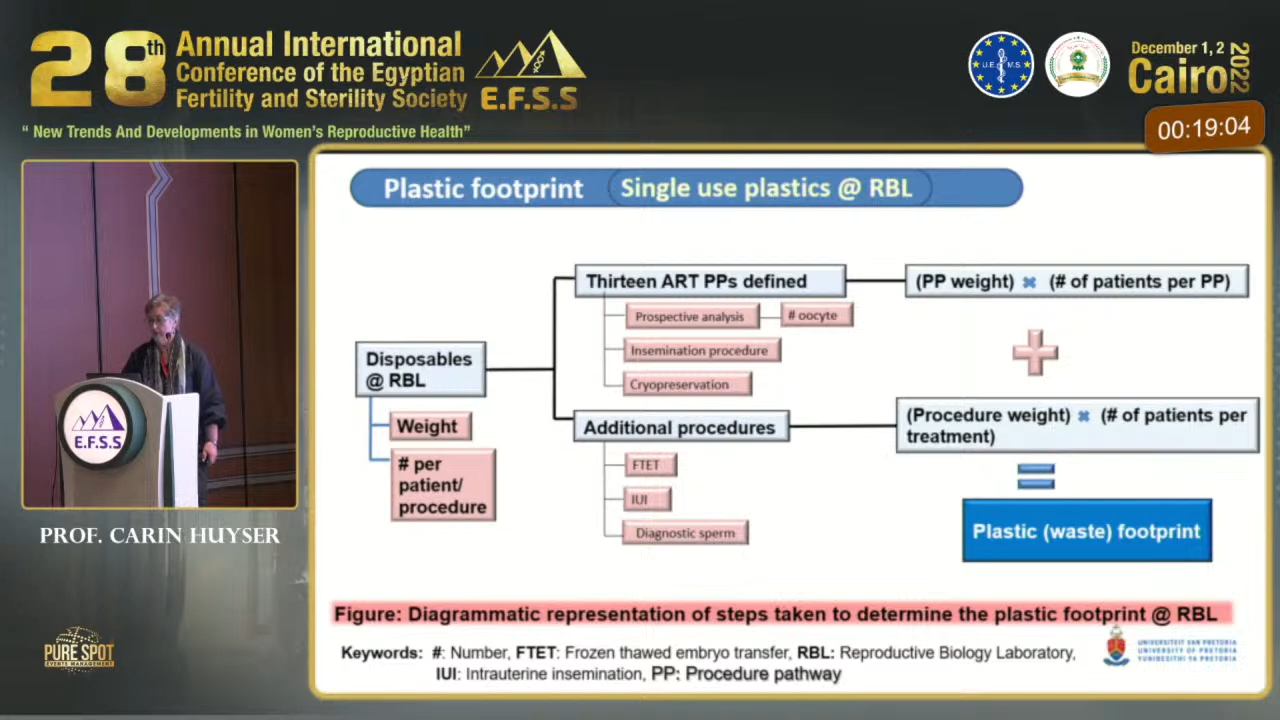 28th
Annual International
Conference of the Egyptian
Fertility and Sterility Society
E.F.S.S
“ New Trends And Developments in Women's Reproductive Health”
U.E.M.S.
December 1, 2
Cairo
2022
00:19:04
Plastic footprint
Single use plastics @ RBL
Thirteen ART PPs defined
(PP weight) ✖ (# of patients per PP)
Prospective analysis
# oocyte
Insemination procedure
Cryopreservation
Disposables
@ RBL
Weight
# per
patient/
procedure
Additional procedures
(Procedure weight) ✖ (# of patients per
treatment)
FTET
IUI
Diagnostic sperm
Plastic (waste) footprint
Figure: Diagrammatic representation of steps taken to determine the plastic footprint @ RBL
Keywords: #: Number, FTET: Frozen thawed embryo transfer, RBL: Reproductive Biology Laboratory,
IUI: Intrauterine insemination, PP: Procedure pathway
UNIVERSITEIT VAN PRETORIA
UNIVERSITY OF PRETORIA
YUNIBESITHI YA PRETORIA
E.F.S.S
PROF. CARIN HUYSER
PURE SPOT
EVENTS MANAGEMENT